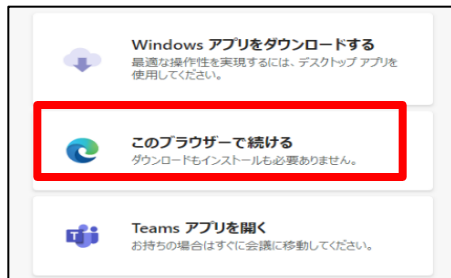 Windows アプリをダウンロードする
最適な操作性を実現するには、デスクトップ アプリを
使用してください。
このブラウザーで続ける
ダウンロードもインストールも必要ありません。
Teams アプリを開く
お持ちの場合はすぐに会議に移動してください。